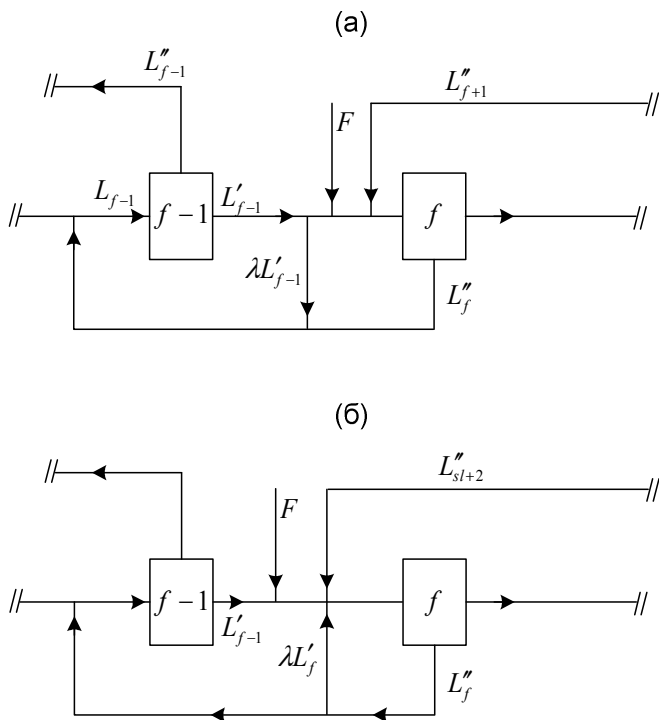 (а)
L″_{f−1}
L″_{f+1}
F
L_{f−1}
f − 1
L′_{f−1}
f
λL′_{f−1}
L″_f
(б)
L″_{sl+2}
F
f − 1
L′_{f−1}
f
λL′_f
L″_f